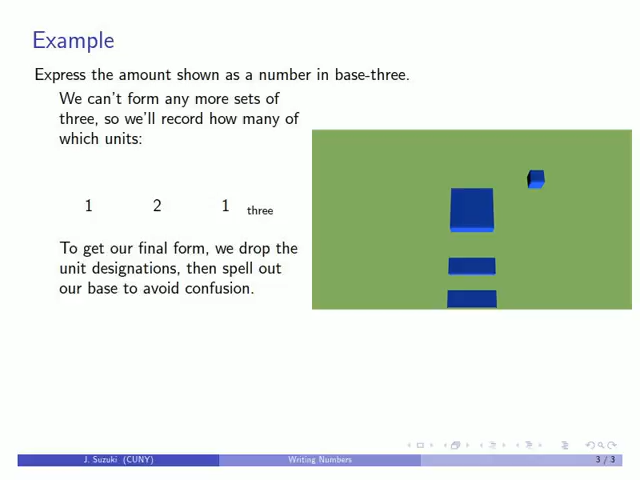 Example
Express the amount shown as a number in base-three.
We can't form any more sets of
three, so we'll record how many of
which units:
1 2 1 three
To get our final form, we drop the
unit designations, then spell out
our base to avoid confusion.
J. Suzuki (CUNY) Writing Numbers 3 / 3